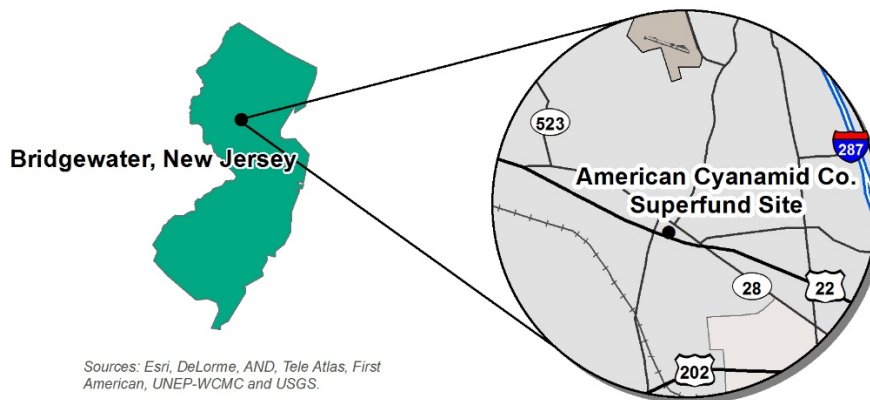 523
287
Bridgewater, New Jersey
American Cyanamid Co.
Superfund Site
28
22
202
Sources: Esri, DeLorme, AND, Tele Atlas, First
American, UNEP-WCMC and USGS.